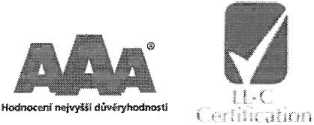 AAA®
Hodnocení nejvyšší důvěryhodnosti
LL-C
Certification